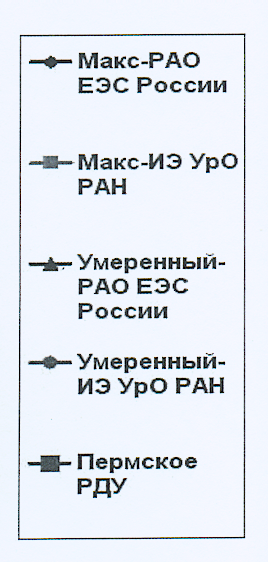 Макс-РАО
ЕЭС России
Макс-ИЭ УрО
РАН
Умеренный-
РАО ЕЭС
России
Умеренный-
ИЭ УрО РАН
Пермское
РДУ